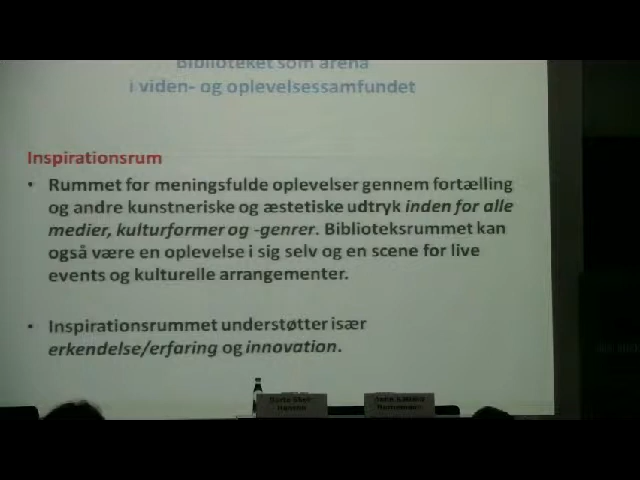 Biblioteket som arena
i viden- og oplevelsessamfundet
Inspirationsrum
• Rummet for meningsfulde oplevelser gennem fortælling
og andre kunstneriske og æstetiske udtryk inden for alle
medier, kulturformer og -genrer. Biblioteksrummet kan
også være en oplevelse i sig selv og en scene for live
events og kulturelle arrangementer.
• Inspirationsrummet understøtter især
erkendelse/erfaring og innovation.